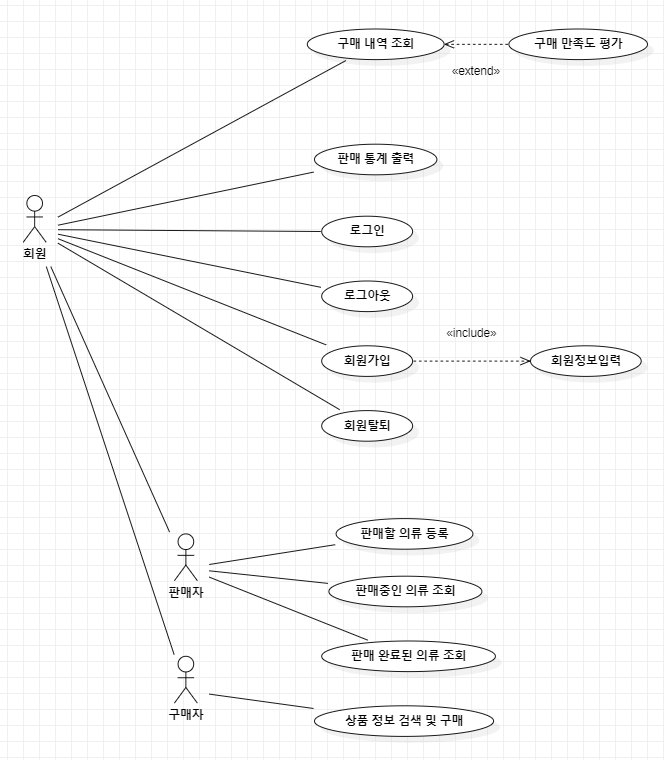 구매 내역 조회
구매 만족도 평가
«extend»
판매 통계 출력
로그인
회원
로그아웃
«include»
회원가입
회원정보입력
회원탈퇴
판매할 의류 등록
판매자
판매중인 의류 조회
판매 완료된 의류 조회
구매자
상품 정보 검색 및 구매